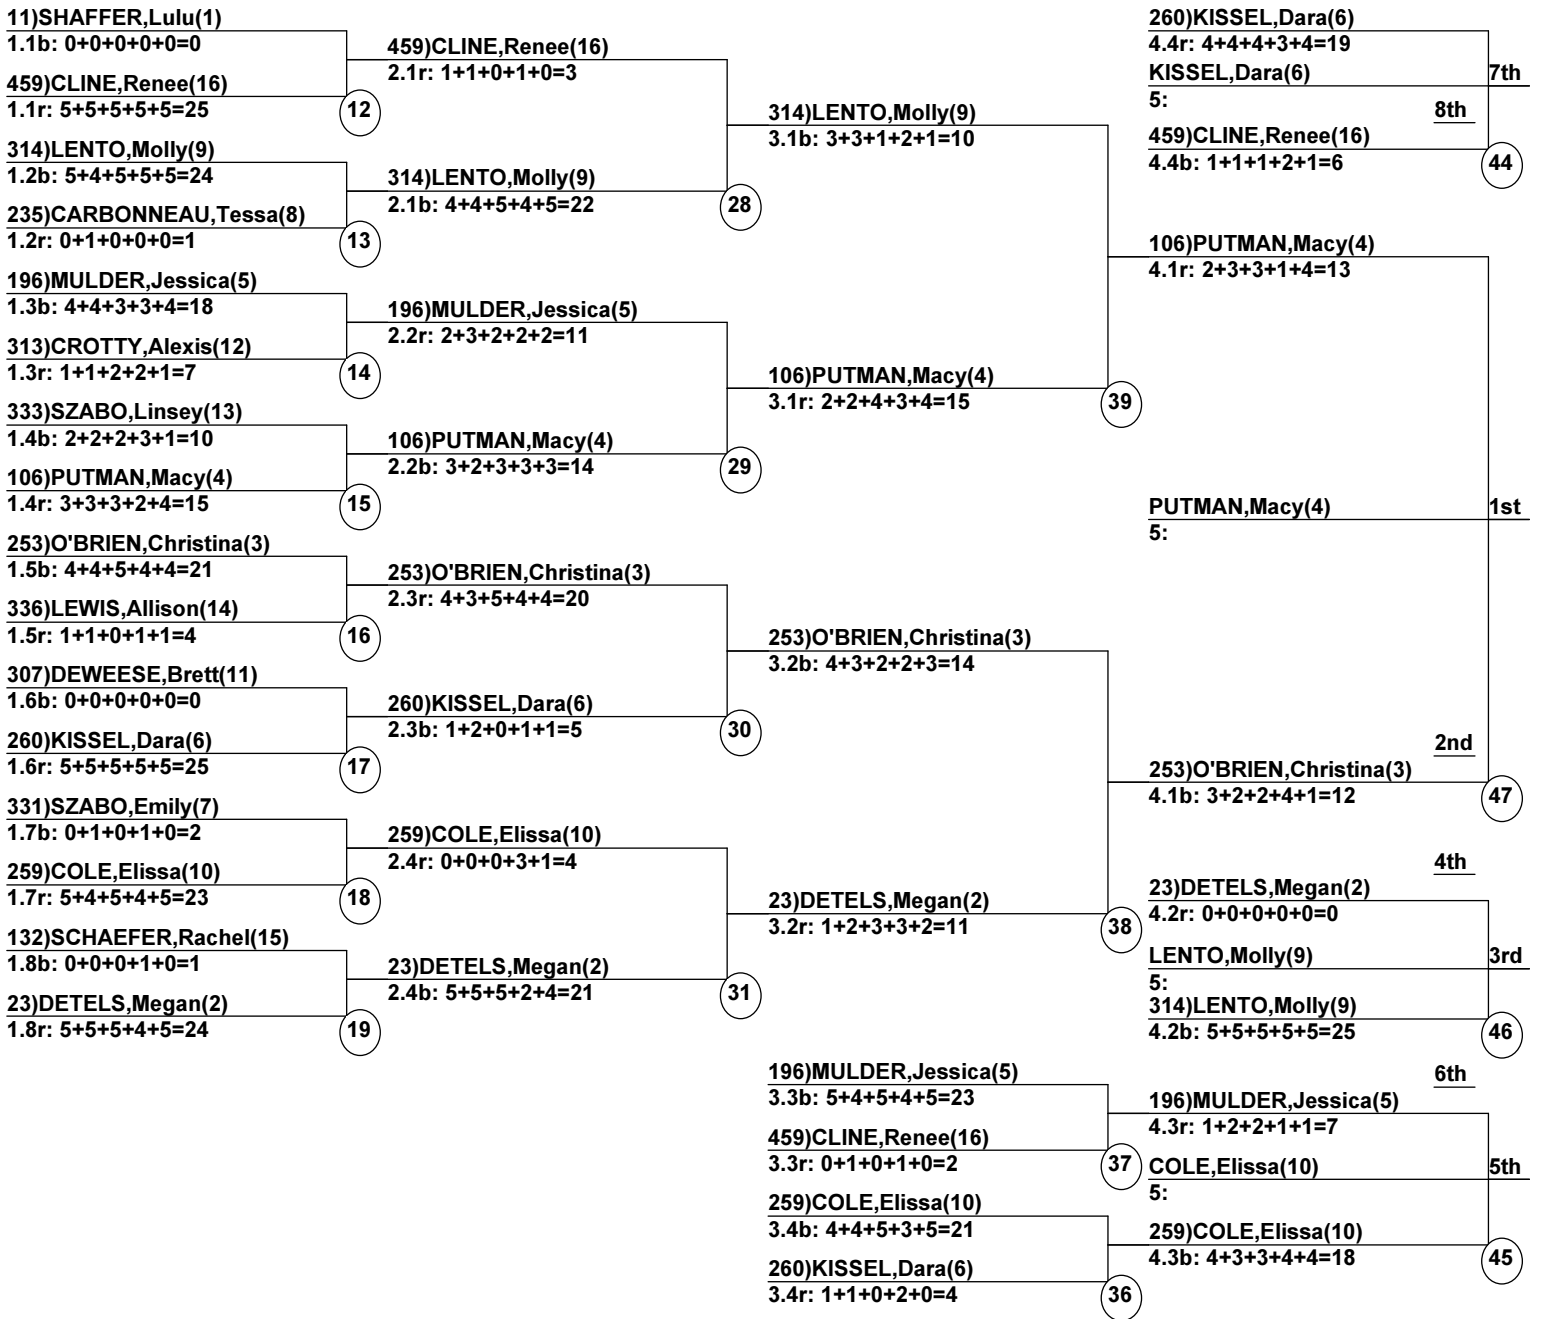 11)SHAFFER,Lulu(1)
1.1b: 0+0+0+0+0=0
459)CLINE,Renee(16)
1.1r: 5+5+5+5+5=25
12
314)LENTO,Molly(9)
1.2b: 5+4+5+5+5=24
235)CARBONNEAU,Tessa(8)
1.2r: 0+1+0+0+0=1
13
196)MULDER,Jessica(5)
1.3b: 4+4+3+3+4=18
313)CROTTY,Alexis(12)
1.3r: 1+1+2+2+1=7
14
333)SZABO,Linsey(13)
1.4b: 2+2+2+3+1=10
106)PUTMAN,Macy(4)
1.4r: 3+3+3+2+4=15
15
253)O'BRIEN,Christina(3)
1.5b: 4+4+5+4+4=21
336)LEWIS,Allison(14)
1.5r: 1+1+0+1+1=4
16
307)DEWEESE,Brett(11)
1.6b: 0+0+0+0+0=0
260)KISSEL,Dara(6)
1.6r: 5+5+5+5+5=25
17
331)SZABO,Emily(7)
1.7b: 0+1+0+1+0=2
259)COLE,Elissa(10)
1.7r: 5+4+5+4+5=23
18
132)SCHAEFER,Rachel(15)
1.8b: 0+0+0+1+0=1
23)DETELS,Megan(2)
1.8r: 5+5+5+4+5=24
19
459)CLINE,Renee(16)
2.1r: 1+1+0+1+0=3
314)LENTO,Molly(9)
2.1b: 4+4+5+4+5=22
28
196)MULDER,Jessica(5)
2.2r: 2+3+2+2+2=11
106)PUTMAN,Macy(4)
2.2b: 3+2+3+3+3=14
29
253)O'BRIEN,Christina(3)
2.3r: 4+3+5+4+4=20
260)KISSEL,Dara(6)
2.3b: 1+2+0+1+1=5
30
259)COLE,Elissa(10)
2.4r: 0+0+0+3+1=4
23)DETELS,Megan(2)
2.4b: 5+5+5+2+4=21
31
314)LENTO,Molly(9)
3.1b: 3+3+1+2+1=10
106)PUTMAN,Macy(4)
3.1r: 2+2+4+3+4=15
39
253)O'BRIEN,Christina(3)
3.2b: 4+3+2+2+3=14
23)DETELS,Megan(2)
3.2r: 1+2+3+3+2=11
38
196)MULDER,Jessica(5)
3.3b: 5+4+5+4+5=23
459)CLINE,Renee(16)
3.3r: 0+1+0+1+0=2
37
259)COLE,Elissa(10)
3.4b: 4+4+5+3+5=21
260)KISSEL,Dara(6)
3.4r: 1+1+0+2+0=4
36
260)KISSEL,Dara(6)
4.4r: 4+4+4+3+4=19
KISSEL,Dara(6) 7th
5:
8th
459)CLINE,Renee(16)
4.4b: 1+1+1+2+1=6
44
106)PUTMAN,Macy(4)
4.1r: 2+3+3+1+4=13
PUTMAN,Macy(4) 1st
5:
2nd
253)O'BRIEN,Christina(3)
4.1b: 3+2+2+4+1=12
47
4th
23)DETELS,Megan(2)
4.2r: 0+0+0+0+0=0
LENTO,Molly(9) 3rd
5:
314)LENTO,Molly(9)
4.2b: 5+5+5+5+5=25
46
6th
196)MULDER,Jessica(5)
4.3r: 1+2+2+1+1=7
COLE,Elissa(10) 5th
5:
259)COLE,Elissa(10)
4.3b: 4+3+3+4+4=18
45